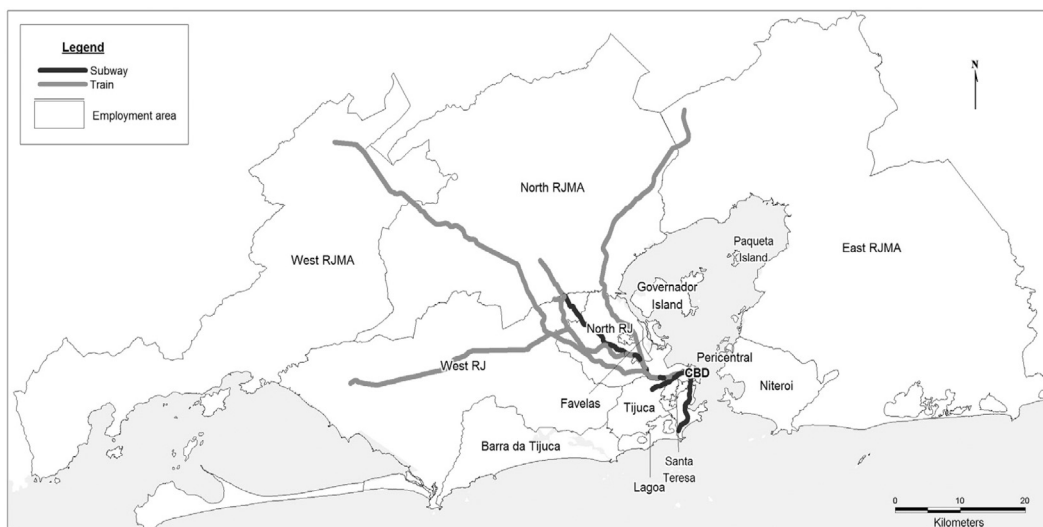 Legend
Subway
Train
Employment area
N
North RJMA
West RJMA
East RJMA
Paqueta
Island
Governador
Island
North RJ
West RJ
Pericentral
CBD
Niteroi
Favelas
Tijuca
Barra da Tijuca
Santa
Teresa
Lagoa
0 10 20
Kilometers